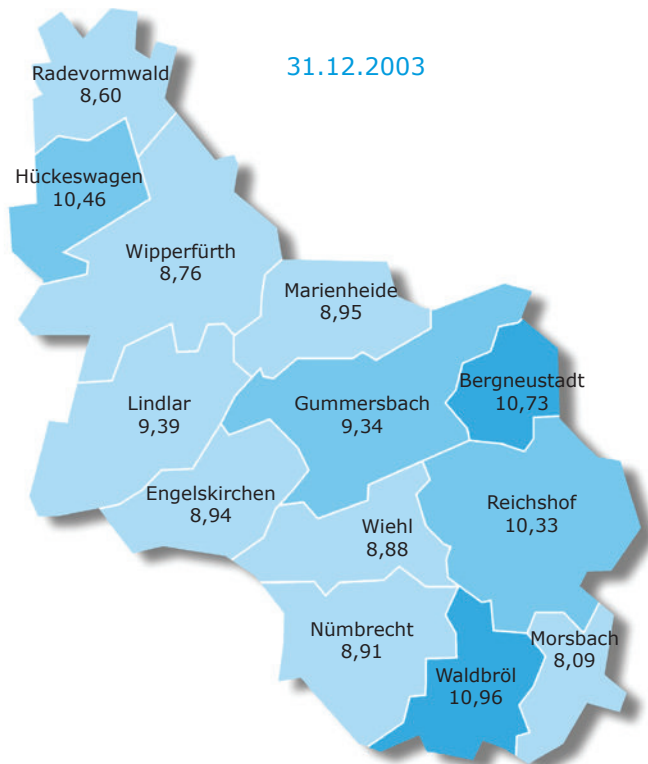 31.12.2003
Radevormwald
8,60
Hückeswagen
10,46
Wipperfürth
8,76
Marienheide
8,95
Bergneustadt
10,73
Lindlar
9,39
Gummersbach
9,34
Engelskirchen
8,94
Reichshof
10,33
Wiehl
8,88
Nümbrecht
8,91
Morsbach
8,09
Waldbröl
10,96